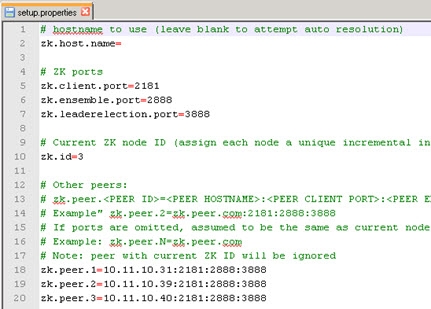 setup.properties
1 # hostname to use (leave blank to attempt auto resolution)
2 zk.host.name=
3
4 # ZK ports
5 zk.client.port=2181
6 zk.ensemble.port=2888
7 zk.leaderelection.port=3888
8
9 # Current ZK node ID (assign each node a unique incremental in
10 zk.id=3
11
12 # Other peers:
13 # zk.peer.<PEER ID>=<PEER HOSTNAME>:<PEER CLIENT PORT>:<PEER E
14 # Example" zk.peer.2=zk.peer.com:2181:2888:3888
15 # If ports are omitted, assumed to be the same as current node
16 # Example: zk.peer.N=zk.peer.com
17 # Note: peer with current ZK ID will be ignored
18 zk.peer.1=10.11.10.31:2181:2888:3888
19 zk.peer.2=10.11.10.39:2181:2888:3888
20 zk.peer.3=10.11.10.40:2181:2888:3888